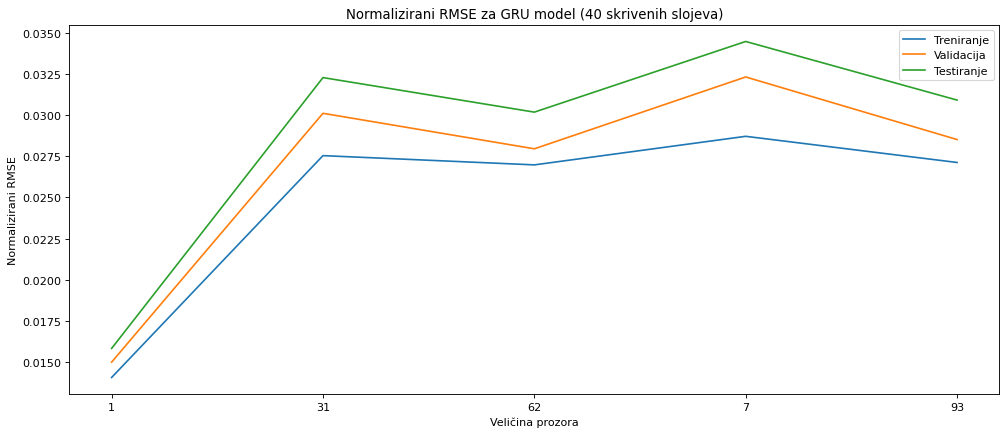 Normalizirani RMSE za GRU model (40 skrivenih slojeva)
0.0350
0.0325
0.0300
0.0275
0.0250
0.0225
0.0200
0.0175
0.0150
Normalizirani RMSE
Treniranje
Validacija
Testiranje
1 31 62 7 93
Veličina prozora